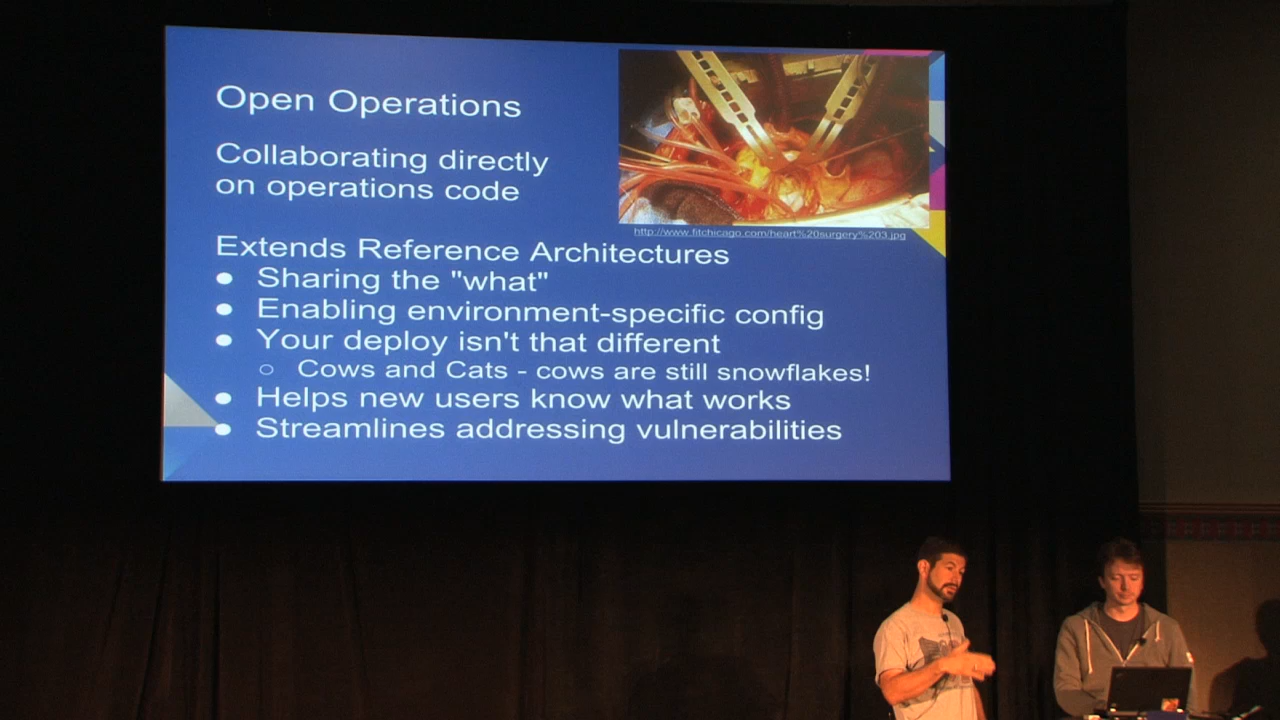 Open Operations
Collaborating directly
on operations code
http://www.fitchicago.com/heart%20surgery%203.jpg
Extends Reference Architectures
● Sharing the "what"
● Enabling environment-specific config
● Your deploy isn't that different
○ Cows and Cats - cows are still snowflakes!
● Helps new users know what works
● Streamlines addressing vulnerabilities